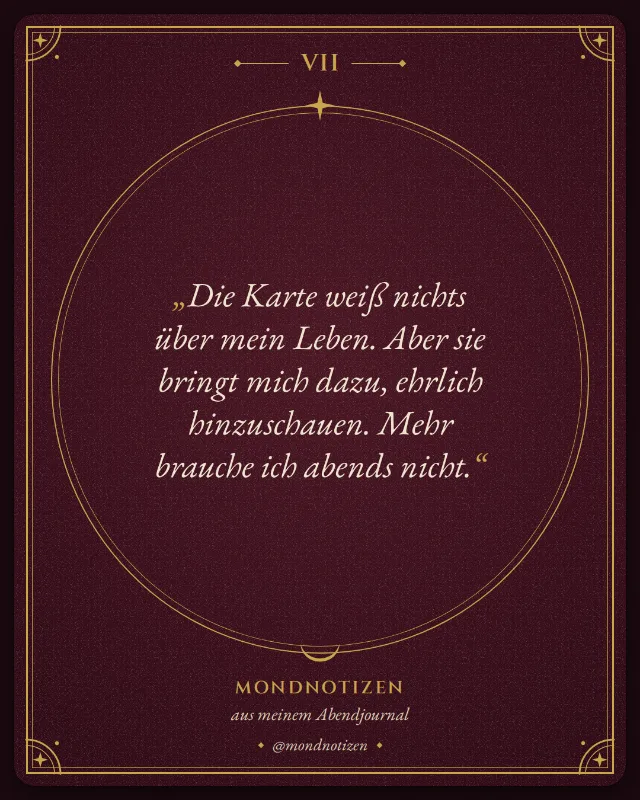 VII
„Die Karte weiß nichts
über mein Leben. Aber sie
bringt mich dazu, ehrlich
hinzuschauen. Mehr
brauche ich abends nicht.“
MONDNOTIZEN
aus meinem Abendjournal
@mondnotizen